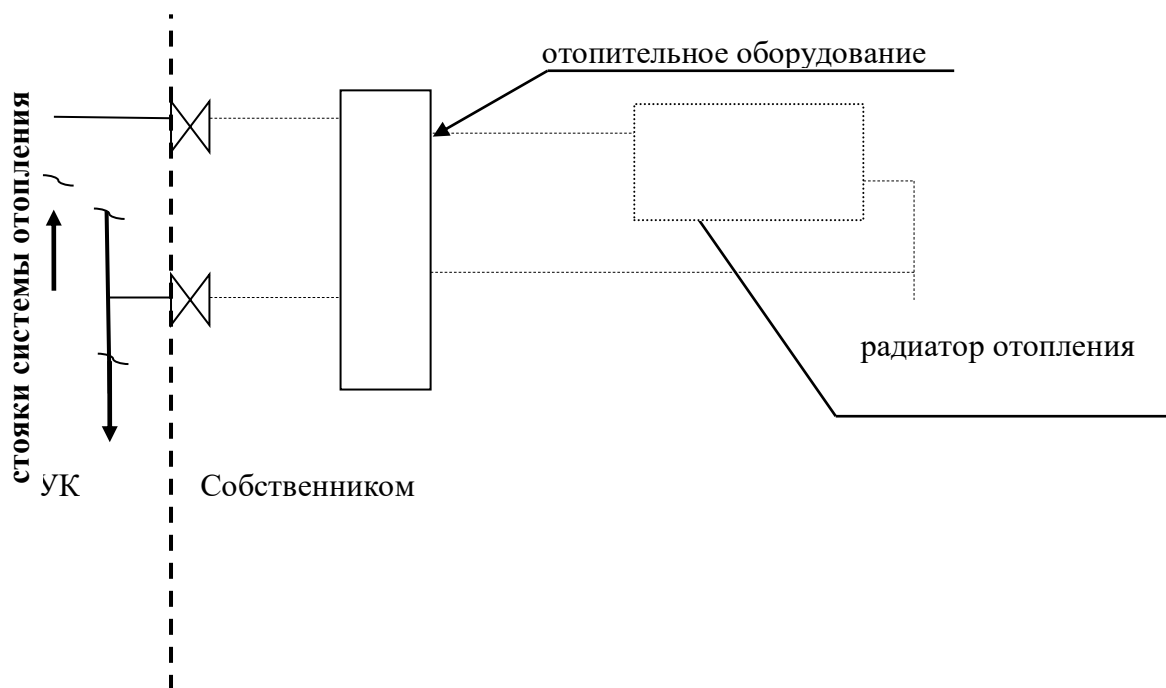 отопительное оборудование
стояки системы отопления
радиатор отопления
УК
Собственником